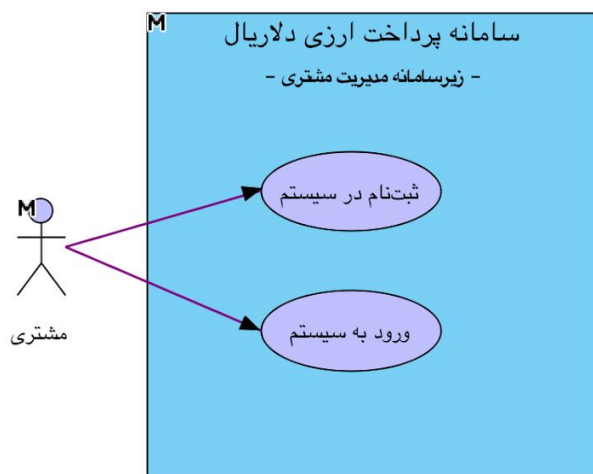 M
سامانه پرداخت ارزی دلاریال
- زیرسامانه مدیریت مشتری -
ثبت‌نام در سیستم
M
مشتری
ورود به سیستم